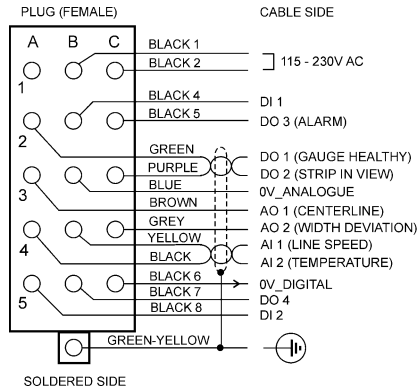 PLUG (FEMALE) CABLE SIDE
A B C
BLACK 1
BLACK 2
115 - 230V AC
1
BLACK 4 DI 1
BLACK 5 DO 3 (ALARM)
2
GREEN DO 1 (GAUGE HEALTHY)
PURPLE DO 2 (STRIP IN VIEW)
BLUE 0V_ANALOGUE
3
BROWN AO 1 (CENTERLINE)
GREY AO 2 (WIDTH DEVIATION)
YELLOW AI 1 (LINE SPEED)
4
BLACK AI 2 (TEMPERATURE)
BLACK 6 0V_DIGITAL
BLACK 7 DO 4
5
BLACK 8 DI 2
GREEN-YELLOW
SOLDERED SIDE